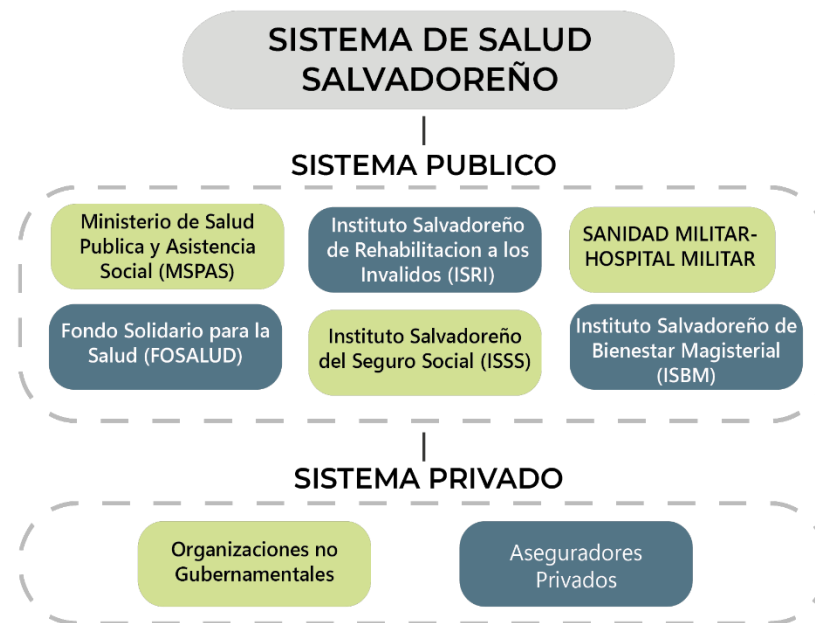 SISTEMA DE SALUD
SALVADOREÑO
SISTEMA PUBLICO
Ministerio de Salud
Publica y Asistencia
Social (MSPAS)
Instituto Salvadoreño
de Rehabilitacion a los
Invalidos (ISRI)
SANIDAD MILITAR-
HOSPITAL MILITAR
Fondo Solidario para la
Salud (FOSALUD)
Instituto Salvadoreño
del Seguro Social (ISSS)
Instituto Salvadoreño de
Bienestar Magisterial
(ISBM)
SISTEMA PRIVADO
Organizaciones no
Gubernamentales
Aseguradores
Privados